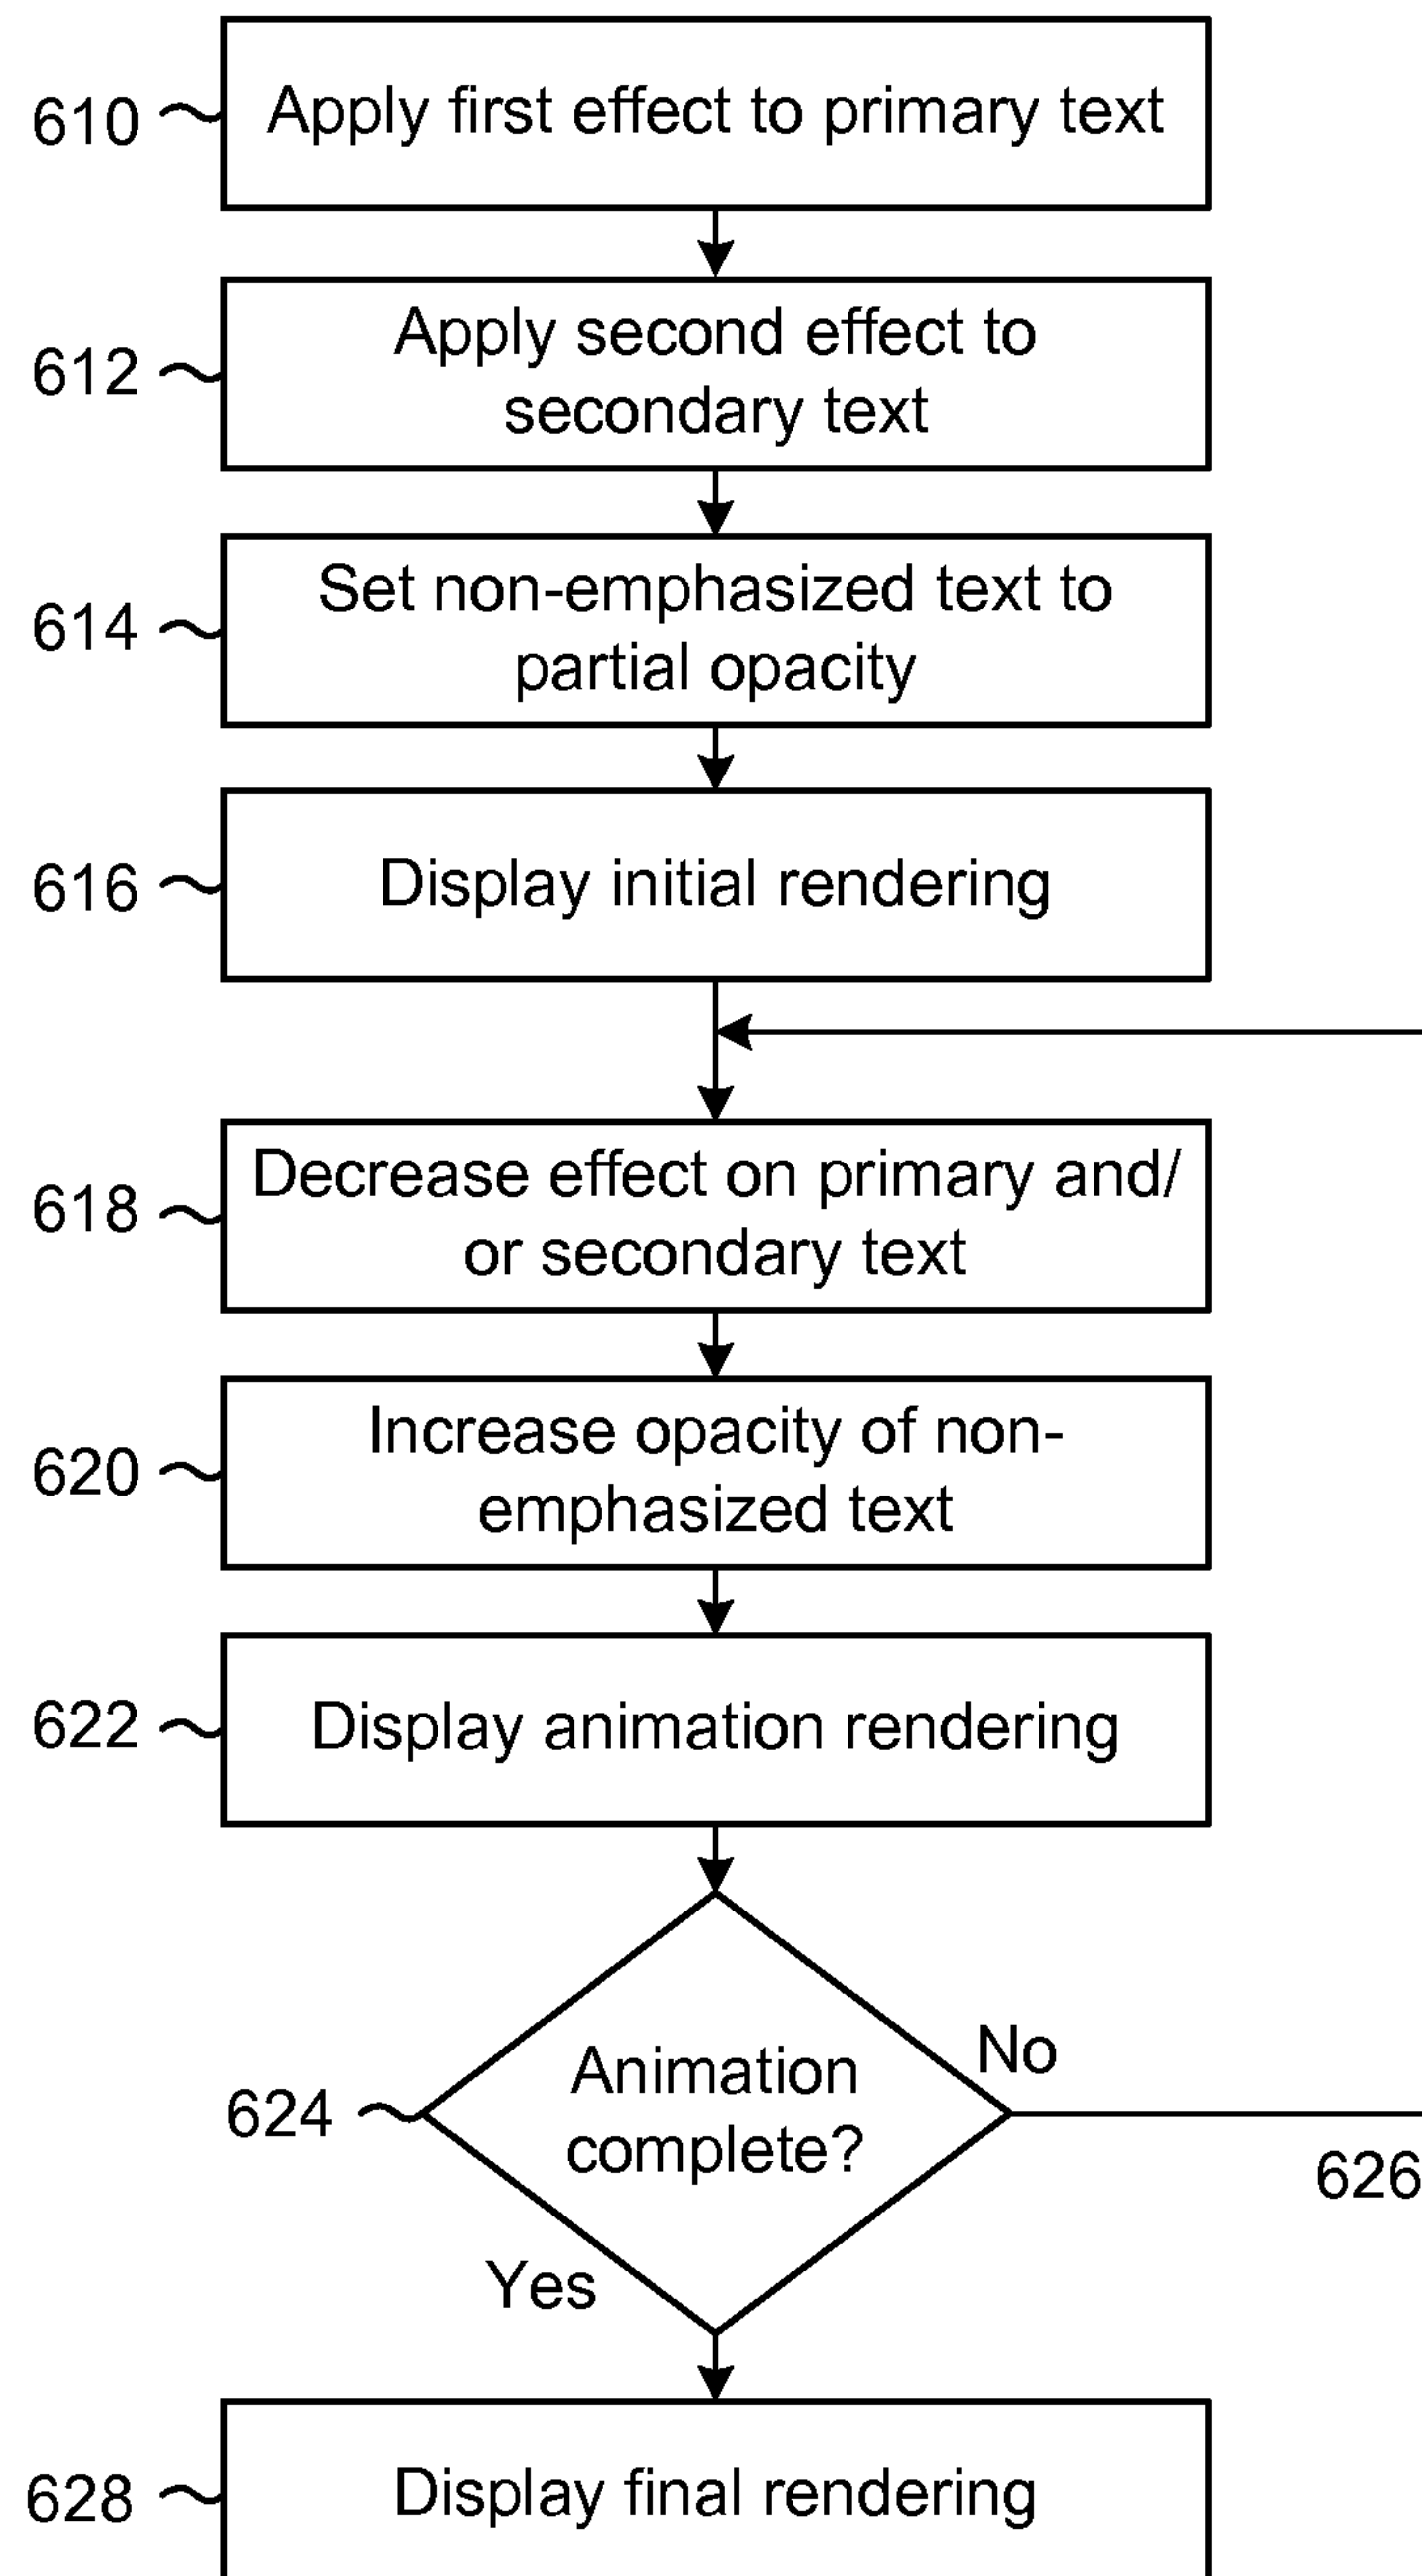 610
Apply first effect to primary text
612
Apply second effect to
secondary text
614
Set non-emphasized text to
partial opacity
616
Display initial rendering
618
Decrease effect on primary and/
or secondary text
620
Increase opacity of non-
emphasized text
622
Display animation rendering
624
Animation
complete?
No
626
Yes
628
Display final rendering